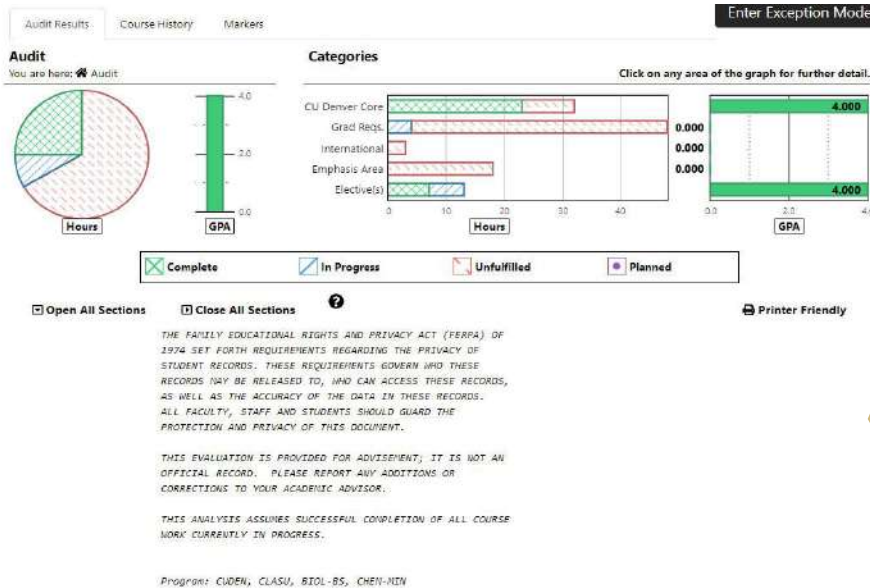 Enter Exception Mode
Audit Results Course History Markers
Audit
You are here: Audit
Categories
Click on any area of the graph for further detail.
4.0
2.0
0.0
Hours
GPA
CU Denver Core
Grad Reqs.
International
Emphasis Area
Elective(s)
0 10 20 30 40
Hours
4.000
0.000
0.000
0.000
4.000
0.0 2.0 4.0
GPA
Complete In Progress Unfulfilled Planned
Open All Sections Close All Sections ? Printer Friendly
THE FAMILY EDUCATIONAL RIGHTS AND PRIVACY ACT (FERPA) OF
1974 SET FORTH REQUIREMENTS REGARDING THE PRIVACY OF
STUDENT RECORDS. THESE REQUIREMENTS GOVERN WHO THESE
RECORDS MAY BE RELEASED TO, WHO CAN ACCESS THESE RECORDS,
AS WELL AS THE ACCURACY OF THE DATA IN THESE RECORDS.
ALL FACULTY, STAFF AND STUDENTS SHOULD GUARD THE
PROTECTION AND PRIVACY OF THIS DOCUMENT.
THIS EVALUATION IS PROVIDED FOR ADVISEMENT; IT IS NOT AN
OFFICIAL RECORD. PLEASE REPORT ANY ADDITIONS OR
CORRECTIONS TO YOUR ACADEMIC ADVISOR.
THIS ANALYSIS ASSUMES SUCCESSFUL COMPLETION OF ALL COURSE
WORK CURRENTLY IN PROGRESS.
Program: CUDEN, CLASU, BIOL-BS, CHEM-MIN